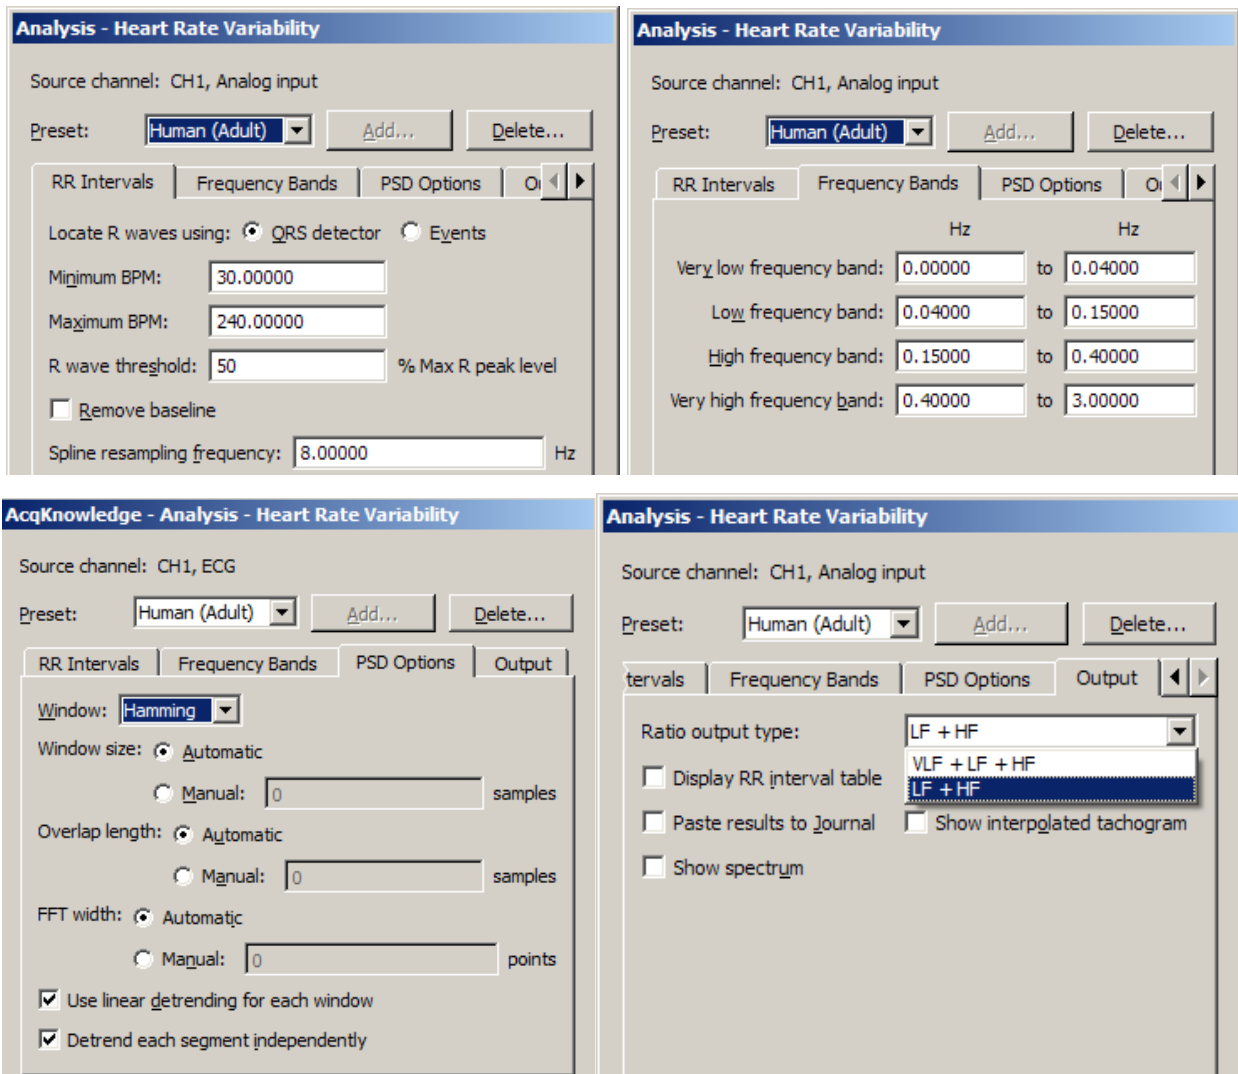 Analysis - Heart Rate Variability
Source channel: CH1, Analog input
Preset: Human (Adult) Add... Delete...
RR Intervals Frequency Bands PSD Options
Locate R waves using: QRS detector Events
Minimum BPM: 30.00000
Maximum BPM: 240.00000
R wave threshold: 50 % Max R peak level
Remove baseline
Spline resampling frequency: 8.00000 Hz
Analysis - Heart Rate Variability
Source channel: CH1, Analog input
Preset: Human (Adult) Add... Delete...
RR Intervals Frequency Bands PSD Options
Hz Hz
Very low frequency band: 0.00000 to 0.04000
Low frequency band: 0.04000 to 0.15000
High frequency band: 0.15000 to 0.40000
Very high frequency band: 0.40000 to 3.00000
AcqKnowledge - Analysis - Heart Rate Variability
Source channel: CH1, ECG
Preset: Human (Adult) Add... Delete...
RR Intervals Frequency Bands PSD Options Output
Window: Hamming
Window size: Automatic
Manual: 0 samples
Overlap length: Automatic
Manual: 0 samples
FFT width: Automatic
Manual: 0 points
Use linear detrending for each window
Detrend each segment independently
Analysis - Heart Rate Variability
Source channel: CH1, Analog input
Preset: Human (Adult) Add... Delete...
tervals Frequency Bands PSD Options Output
Ratio output type: LF + HF
VLF + LF + HF
LF + HF
Display RR interval table
Paste results to Journal Show interpolated tachogram
Show spectrum